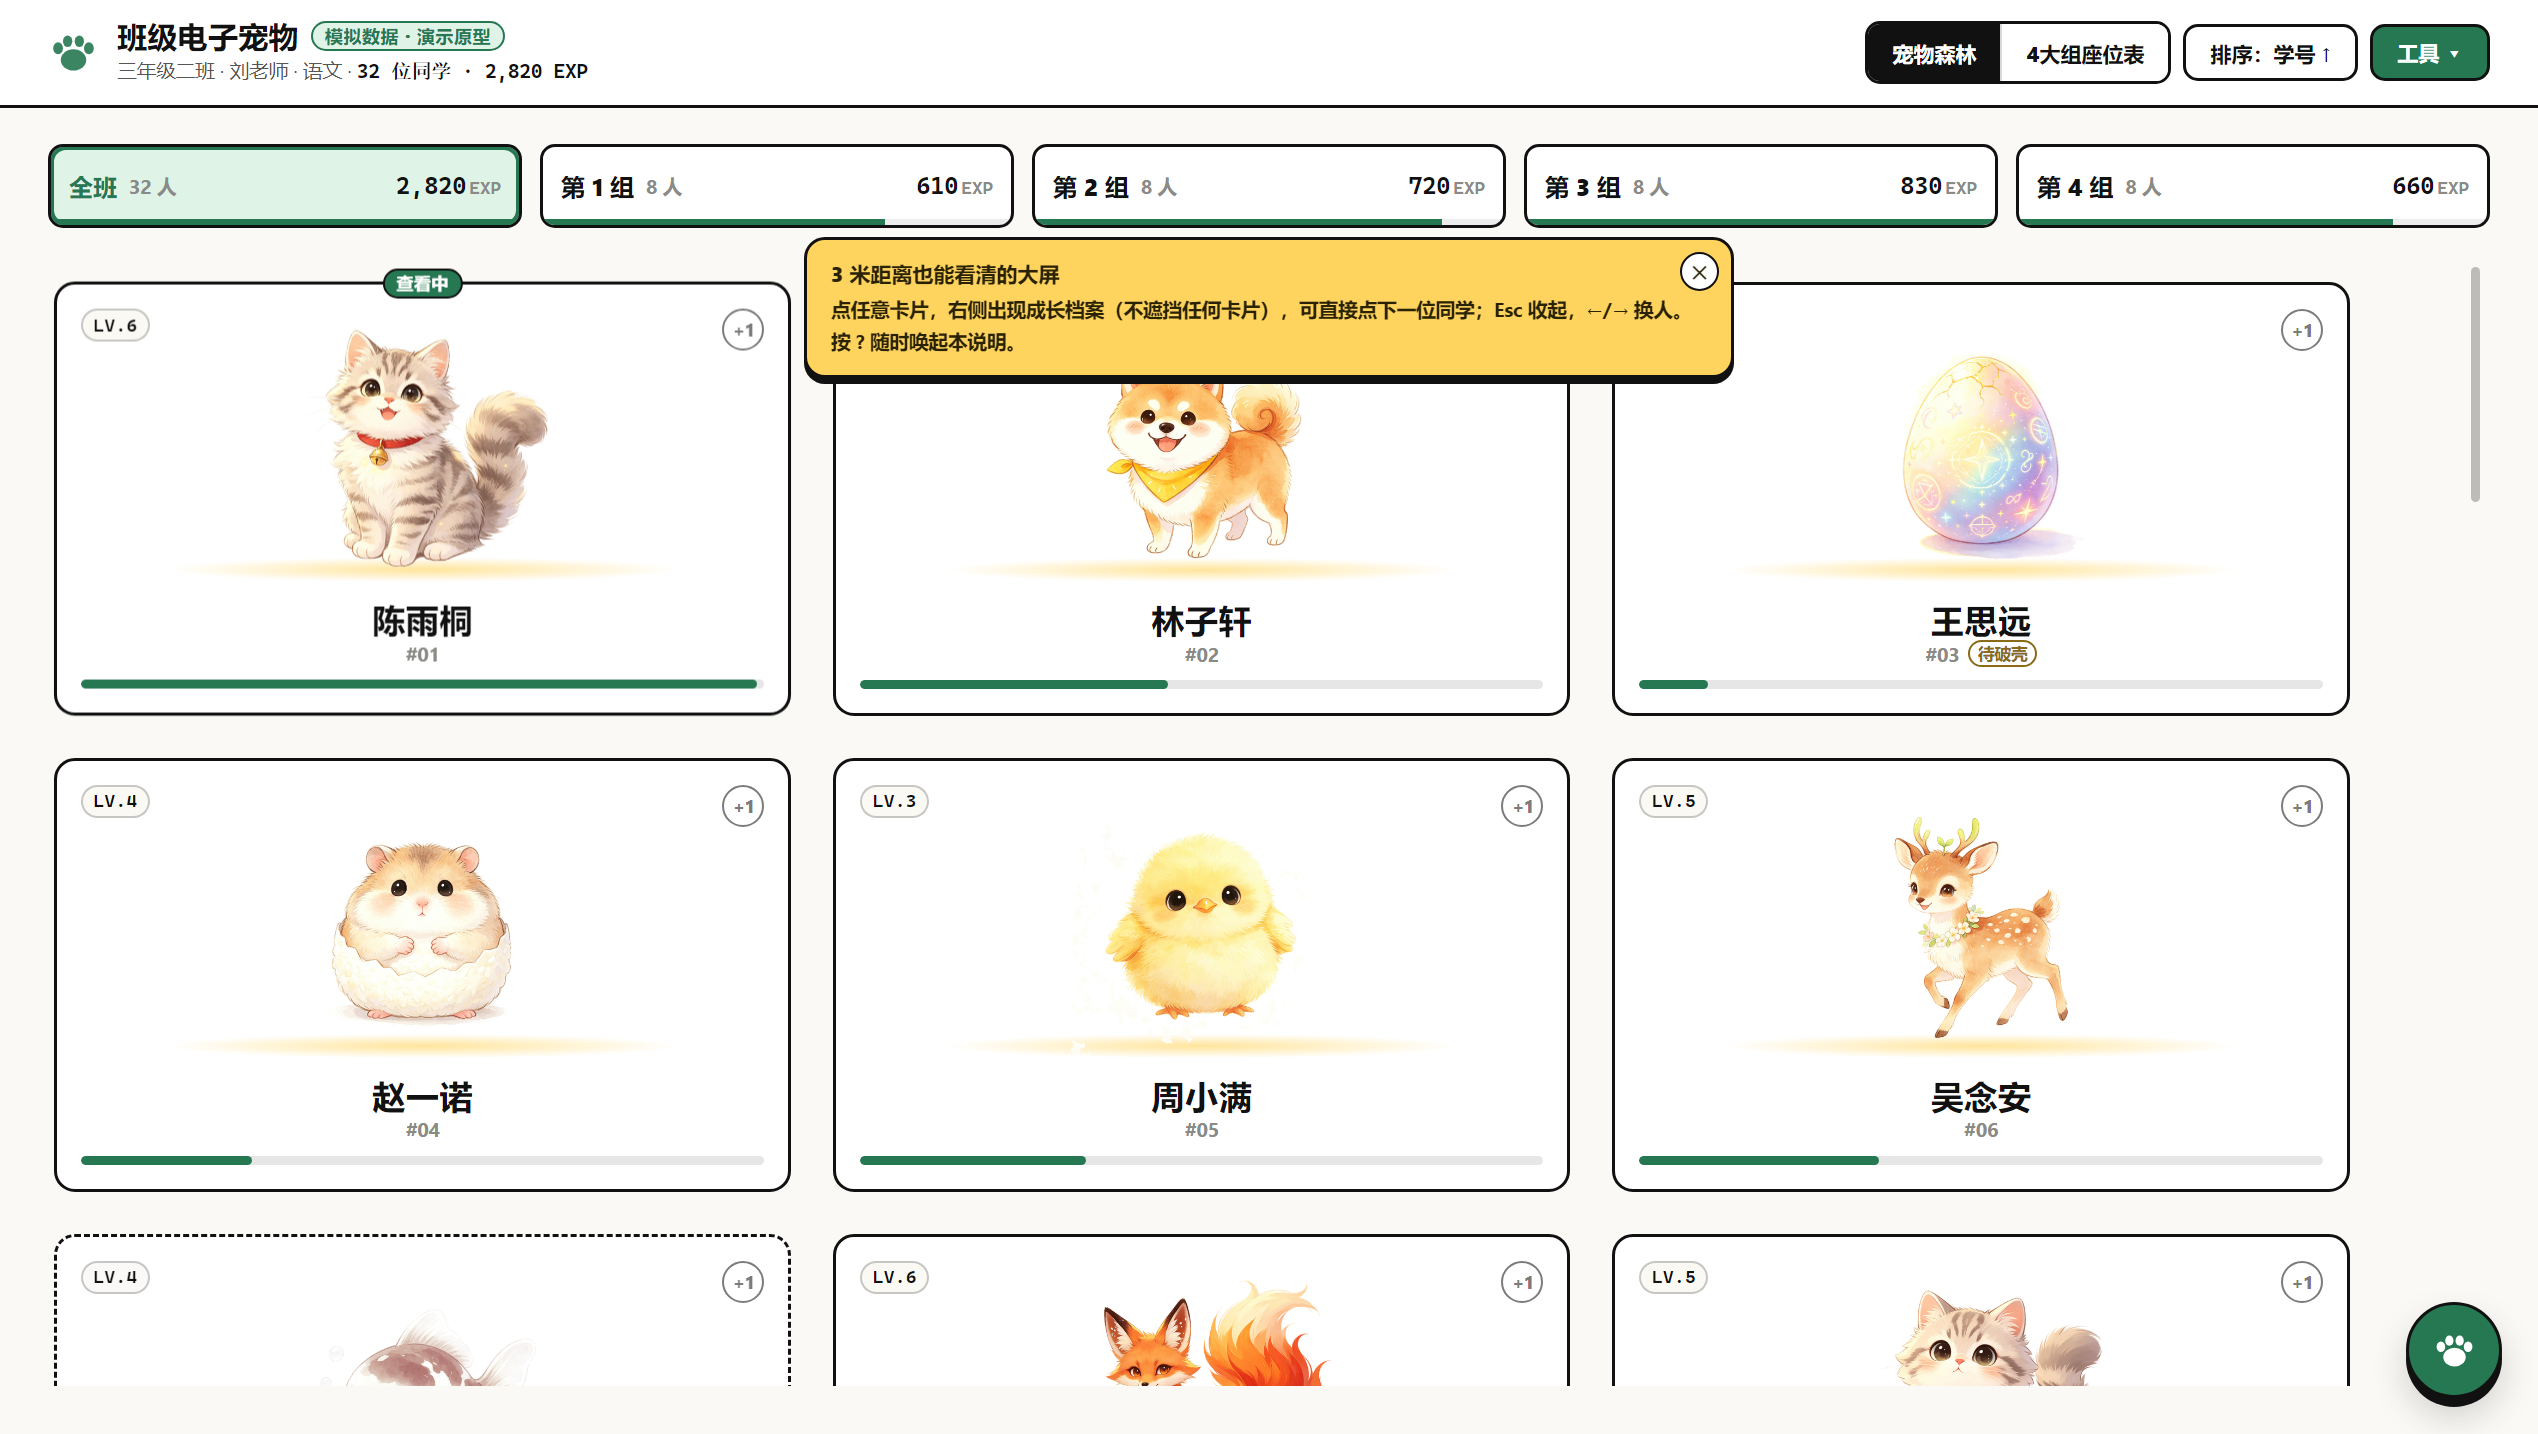 班级电子宠物 模拟数据 · 演示原型
三年级二班 · 刘老师 · 语文 · 32 位同学 · 2,820 EXP
宠物森林 4大组座位表 排序：学号 ↑ 工具 ▾
全班 32 人 2,820 EXP
第 1 组 8 人 610 EXP
第 2 组 8 人 720 EXP
第 3 组 8 人 830 EXP
第 4 组 8 人 660 EXP
3 米距离也能看清的大屏
点任意卡片，右侧出现成长档案（不遮挡任何卡片），可直接点下一位同学；Esc 收起，←/→ 换人。
按 ? 随时唤起本说明。
查看中
LV.6 +1
陈雨桐
#01
林子轩
#02
+1
王思远
#03 待破壳
LV.4 +1
赵一诺
#04
LV.3 +1
周小满
#05
LV.5 +1
吴念安
#06
LV.4 +1
LV.6 +1
LV.5 +1